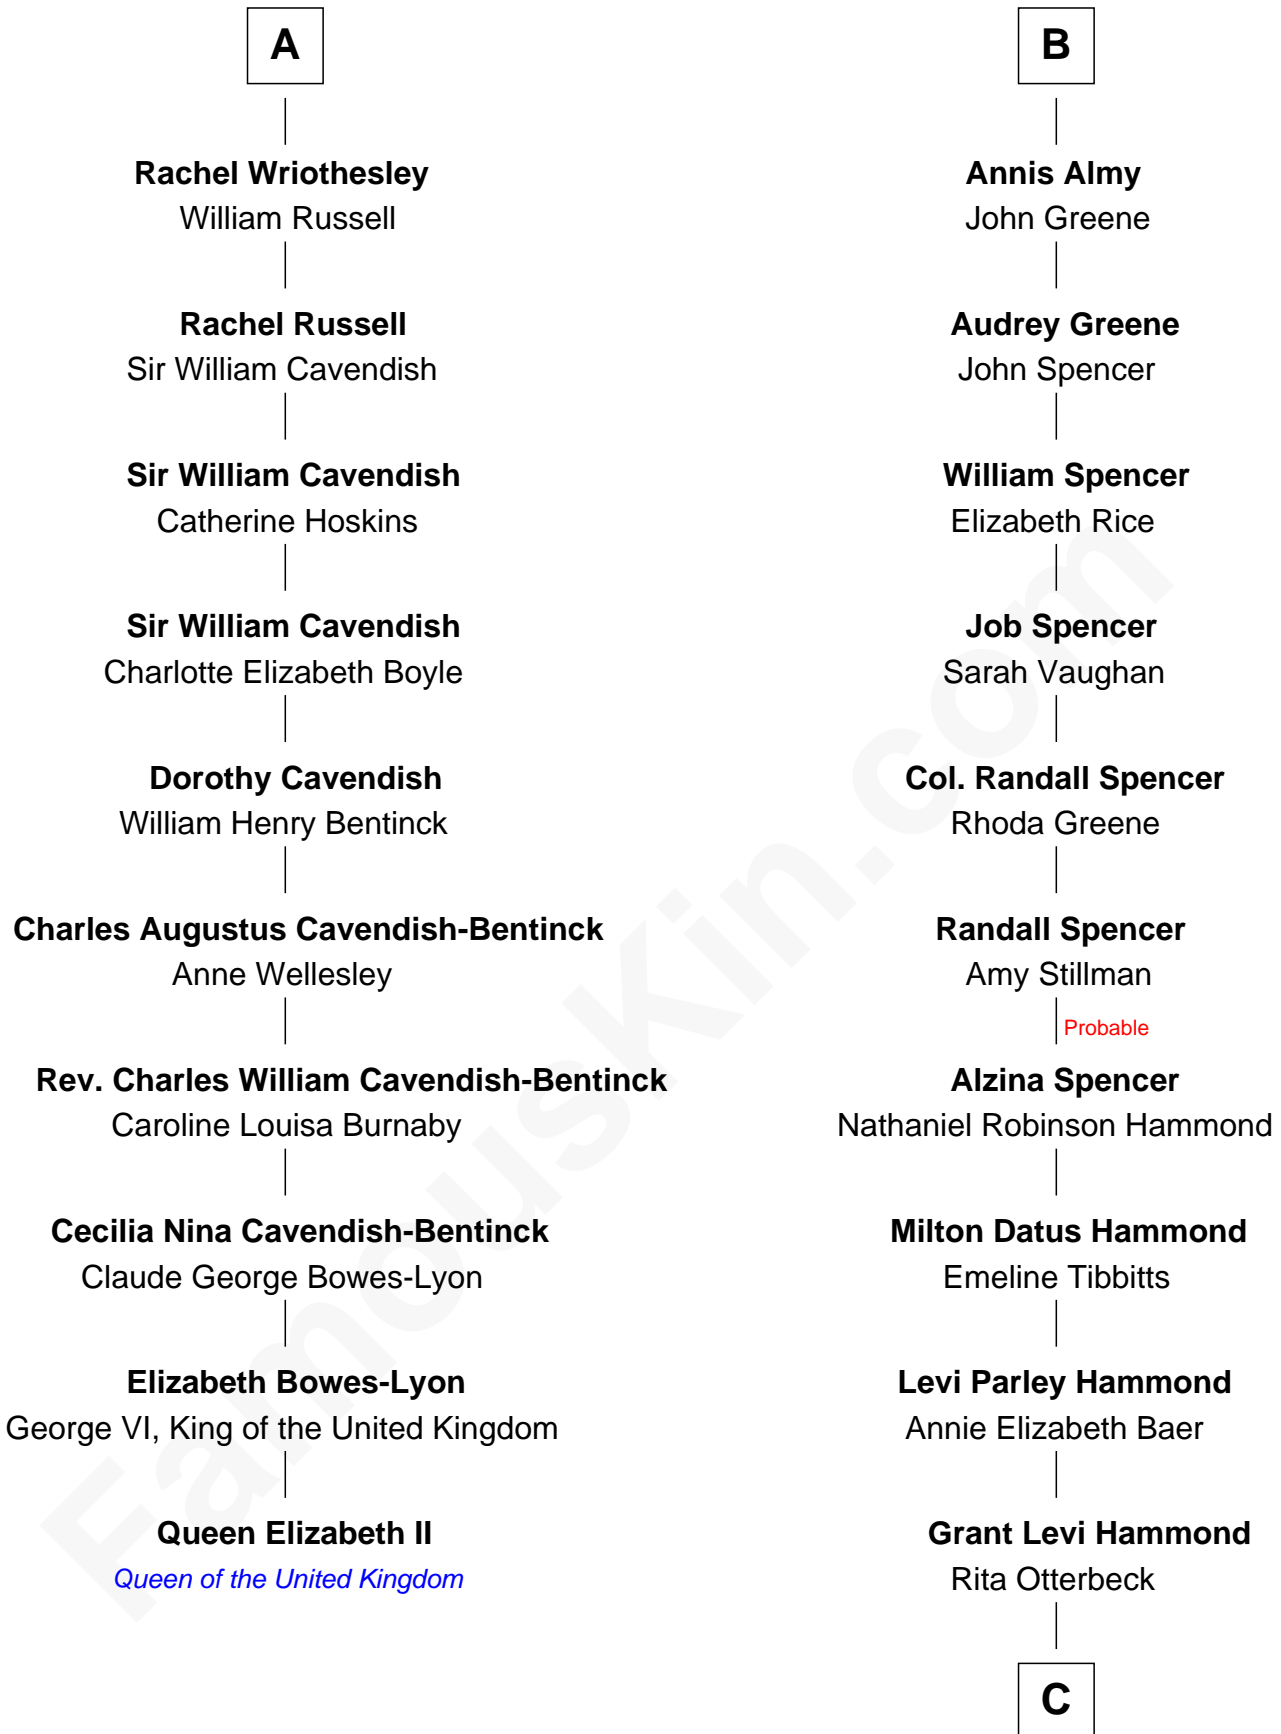 A
Rachel Wriothesley
William Russell
Rachel Russell
Sir William Cavendish
Sir William Cavendish
Catherine Hoskins
Sir William Cavendish
Charlotte Elizabeth Boyle
Dorothy Cavendish
William Henry Bentinck
Charles Augustus Cavendish-Bentinck
Anne Wellesley
Rev. Charles William Cavendish-Bentinck
Caroline Louisa Burnaby
Cecilia Nina Cavendish-Bentinck
Claude George Bowes-Lyon
Elizabeth Bowes-Lyon
George VI, King of the United Kingdom
Queen Elizabeth II
Queen of the United Kingdom
B
Annis Almy
John Greene
Audrey Greene
John Spencer
William Spencer
Elizabeth Rice
Job Spencer
Sarah Vaughan
Col. Randall Spencer
Rhoda Greene
Randall Spencer
Amy Stillman
Probable
Alzina Spencer
Nathaniel Robinson Hammond
Milton Datus Hammond
Emeline Tibbitts
Levi Parley Hammond
Annie Elizabeth Baer
Grant Levi Hammond
Rita Otterbeck
C
FamousKin.com